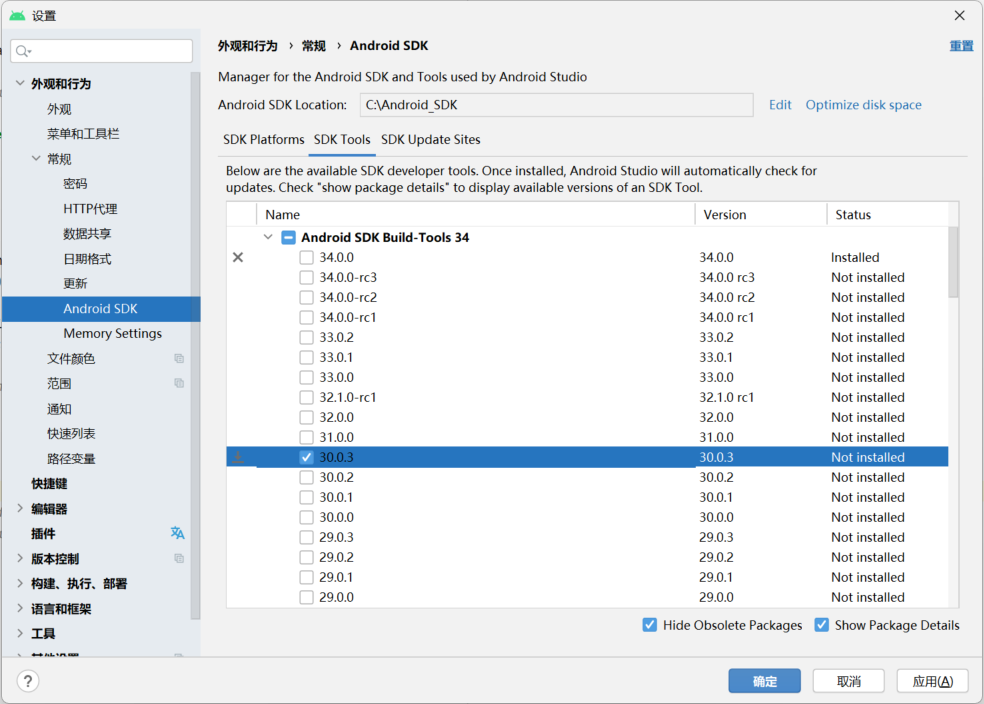 设置
外观和行为 › 常规 › Android SDK
重置
Manager for the Android SDK and Tools used by Android Studio
Android SDK Location: C:\Android_SDK Edit Optimize disk space
SDK Platforms SDK Tools SDK Update Sites
Below are the available SDK developer tools. Once installed, Android Studio will automatically check for
updates. Check "show package details" to display available versions of an SDK Tool.
外观和行为
外观
菜单和工具栏
常规
密码
HTTP代理
数据共享
日期格式
更新
Android SDK
Memory Settings
文件颜色
范围
通知
快速列表
路径变量
快捷键
编辑器
插件
版本控制
构建、执行、部署
语言和框架
工具
其他设置
Name Version Status
Android SDK Build-Tools 34
34.0.0 34.0.0 Installed
34.0.0-rc3 34.0.0 rc3 Not installed
34.0.0-rc2 34.0.0 rc2 Not installed
34.0.0-rc1 34.0.0 rc1 Not installed
33.0.2 33.0.2 Not installed
33.0.1 33.0.1 Not installed
33.0.0 33.0.0 Not installed
32.1.0-rc1 32.1.0 rc1 Not installed
32.0.0 32.0.0 Not installed
31.0.0 31.0.0 Not installed
30.0.3 30.0.3 Not installed
30.0.2 30.0.2 Not installed
30.0.1 30.0.1 Not installed
30.0.0 30.0.0 Not installed
29.0.3 29.0.3 Not installed
29.0.2 29.0.2 Not installed
29.0.1 29.0.1 Not installed
29.0.0 29.0.0 Not installed
Hide Obsolete Packages Show Package Details
? 确定 取消 应用(A)